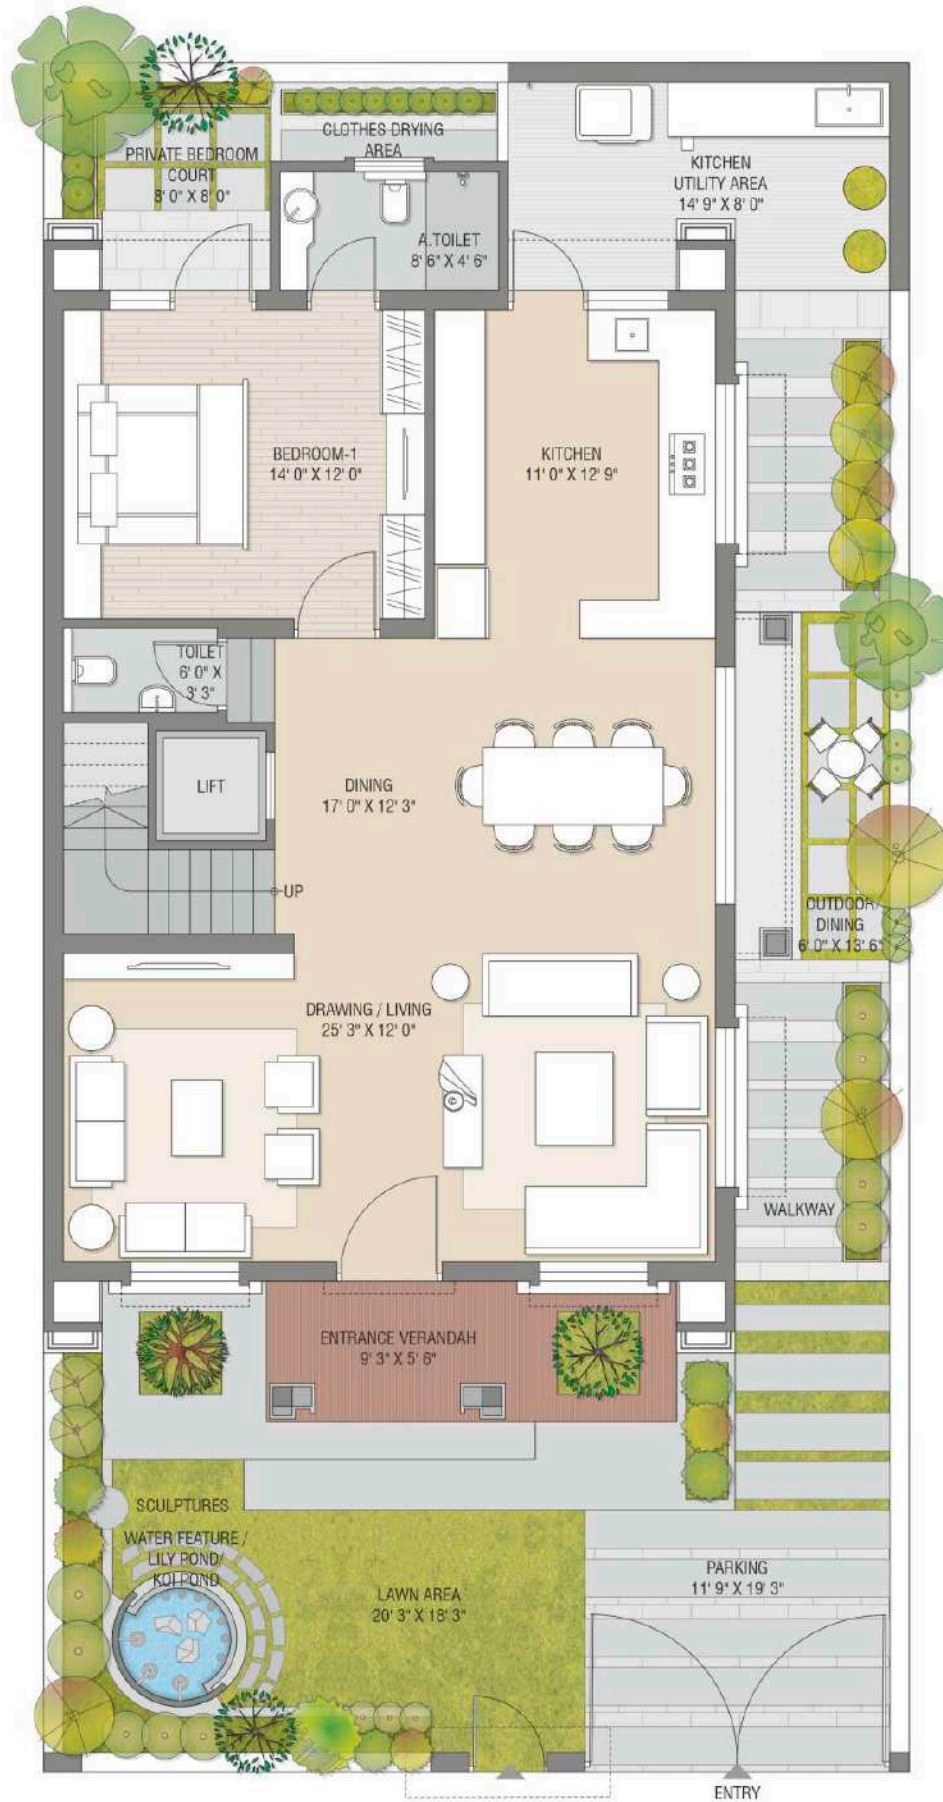 CLOTHES DRYING
AREA
PRIVATE BEDROOM
COURT
8' 0" X 8' 0"
KITCHEN
UTILITY AREA
14' 9" X 8' 0"
A.TOILET
8' 6" X 4' 6"
BEDROOM-1
14' 0" X 12' 0"
KITCHEN
11' 0" X 12' 9"
TOILET
6' 0" X
3' 3"
LIFT
DINING
17' 0" X 12' 3"
UP
OUTDOOR/
DINING
6' 0" X 13' 6"
DRAWING / LIVING
25' 3" X 12' 0"
WALKWAY
ENTRANCE VERANDAH
9' 3" X 5' 6"
SCULPTURES
WATER FEATURE /
LILY POND/
KOI POND
LAWN AREA
20' 3" X 18' 3"
PARKING
11' 9" X 19' 3"
ENTRY